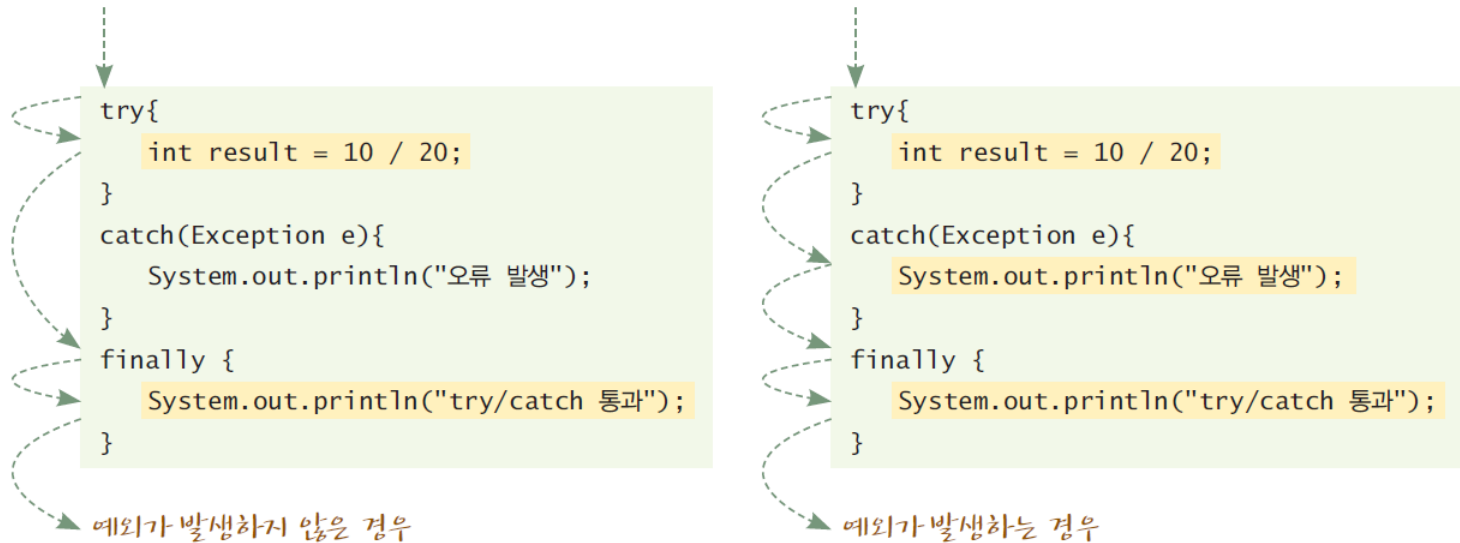 try{
int result = 10 / 20;
}
catch(Exception e){
System.out.println("오류 발생");
}
finally {
System.out.println("try/catch 통과");
}
예외가 발생하지 않은 경우
try{
int result = 10 / 20;
}
catch(Exception e){
System.out.println("오류 발생");
}
finally {
System.out.println("try/catch 통과");
}
예외가 발생하는 경우